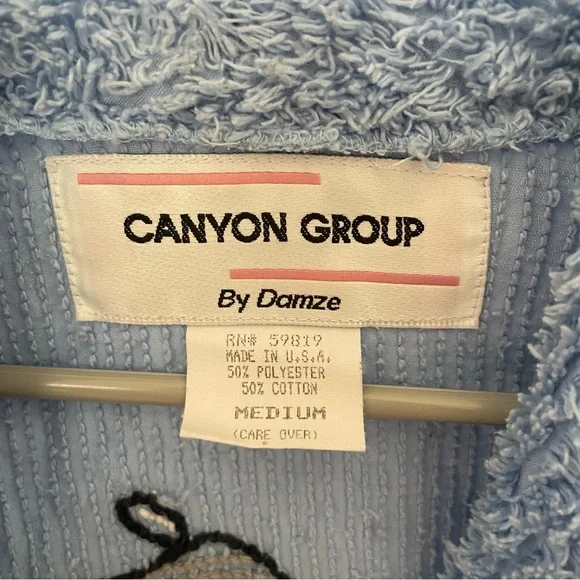 CANYON GROUP
By Damze
RN# 59819
MADE IN U.S.A.
50% POLYESTER
50% COTTON
MEDIUM
(CARE OVER)